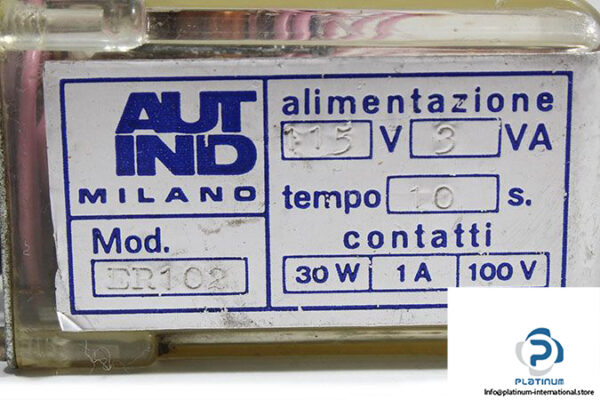 AUT
IND
MILANO
Mod.
ER102
alimentazione
115 V 3 VA
tempo 10 s.
contatti
30 W 1 A 100 V
PLATINUM
Info@platinum-international.store